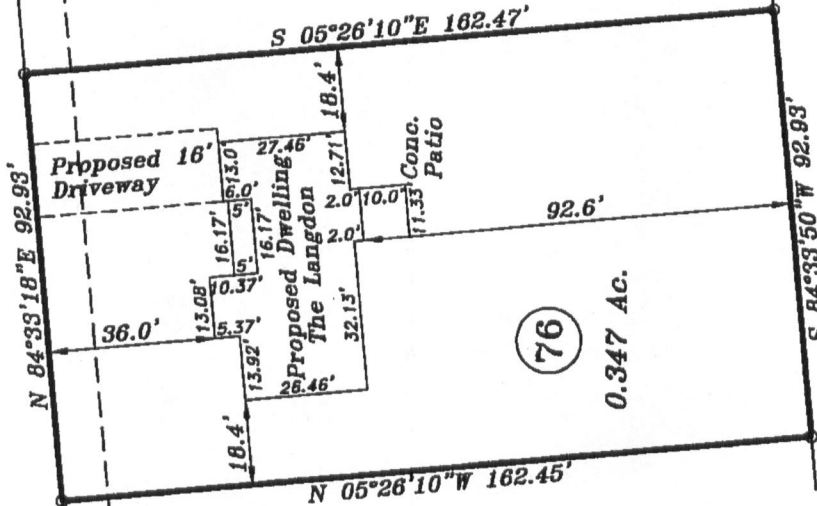 S 05°26'10"E 162.47'
N 84°33'18"E 92.93'
S 84°33'50"W 92.93'
N 05°26'10"W 162.45'
18.4'
Proposed 16'
Driveway
13.0'
27.46'
12.71'
Conc.
Patio
6.0'
5'
2.0'
10.0'
11.33'
92.6'
16.17'
16.17'
2.0'
5'
10.37'
13.08'
5.37'
Proposed Dwelling
The Langdon
32.13'
36.0'
13.92'
26.46'
18.4'
76
0.347 Ac.